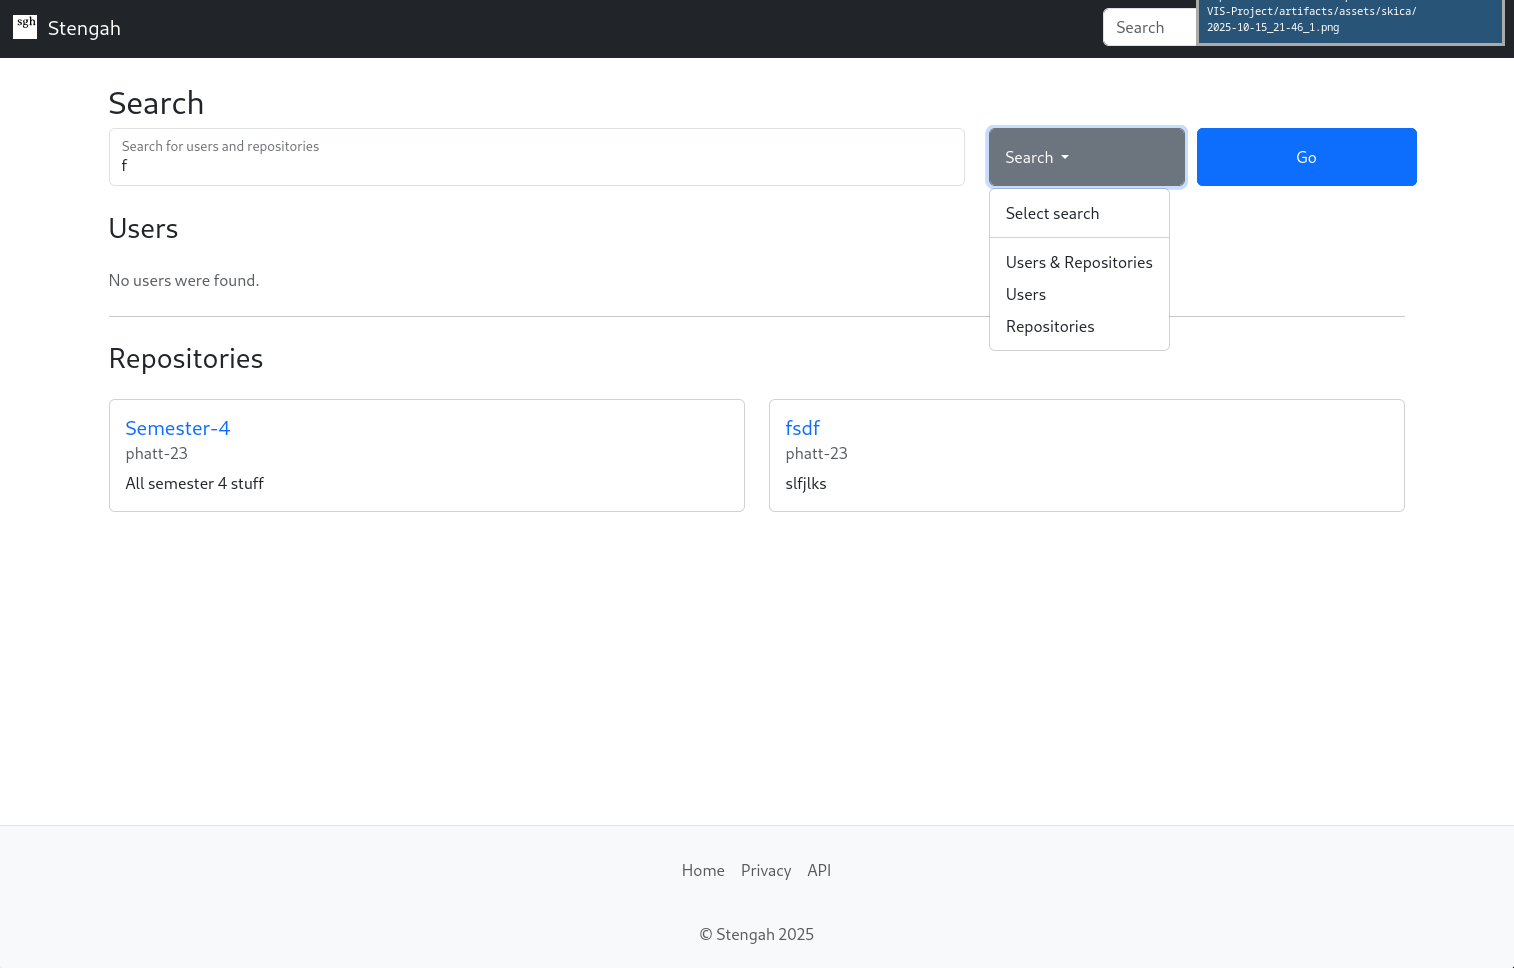 sgh Stengah
Search
VIS-Project/artifacts/assets/skica/
2025-10-15_21-46_1.png
Search
Search for users and repositories
f
Search
Go
Select search
Users & Repositories
Users
Repositories
Users
No users were found.
Repositories
Semester-4
phatt-23
All semester 4 stuff
fsdf
phatt-23
slfjlks
Home Privacy API
© Stengah 2025